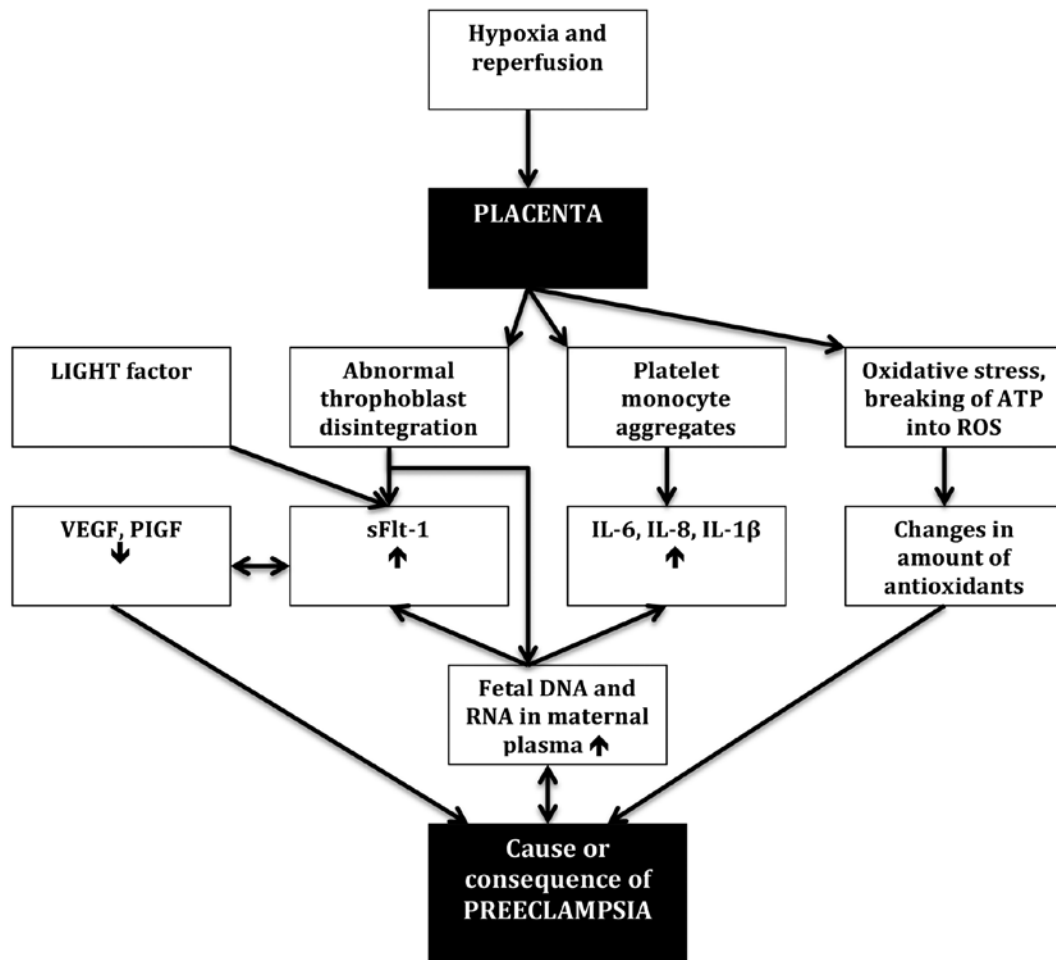 Hypoxia and
reperfusion
PLACENTA
LIGHT factor
Abnormal
throphoblast
disintegration
Platelet
monocyte
aggregates
Oxidative stress,
breaking of ATP
into ROS
VEGF, PIGF
↓
sFlt-1
↑
IL-6, IL-8, IL-1β
↑
Changes in
amount of
antioxidants
Fetal DNA and
RNA in maternal
plasma ↑
Cause or
consequence of
PREECLAMPSIA